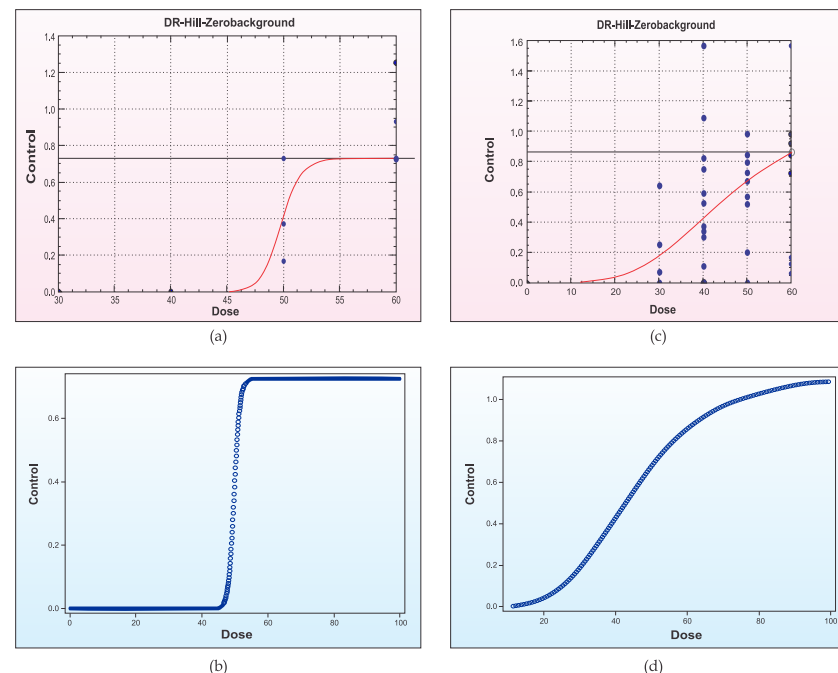 DR-Hill-Zerobackground
Control
1.4
1.2
1.0
0.8
0.6
0.4
0.2
0.0
30 35 40 45 50 55 60
Dose
(a)
DR-Hill-Zerobackground
Control
1.6
1.4
1.2
1.0
0.8
0.6
0.4
0.2
0.0
0 10 20 30 40 50 60
Dose
(c)
Control
0.6
0.4
0.2
0.0
0 20 40 60 80 100
Dose
(b)
Control
1.0
0.8
0.6
0.4
0.2
0.0
20 40 60 80 100
Dose
(d)